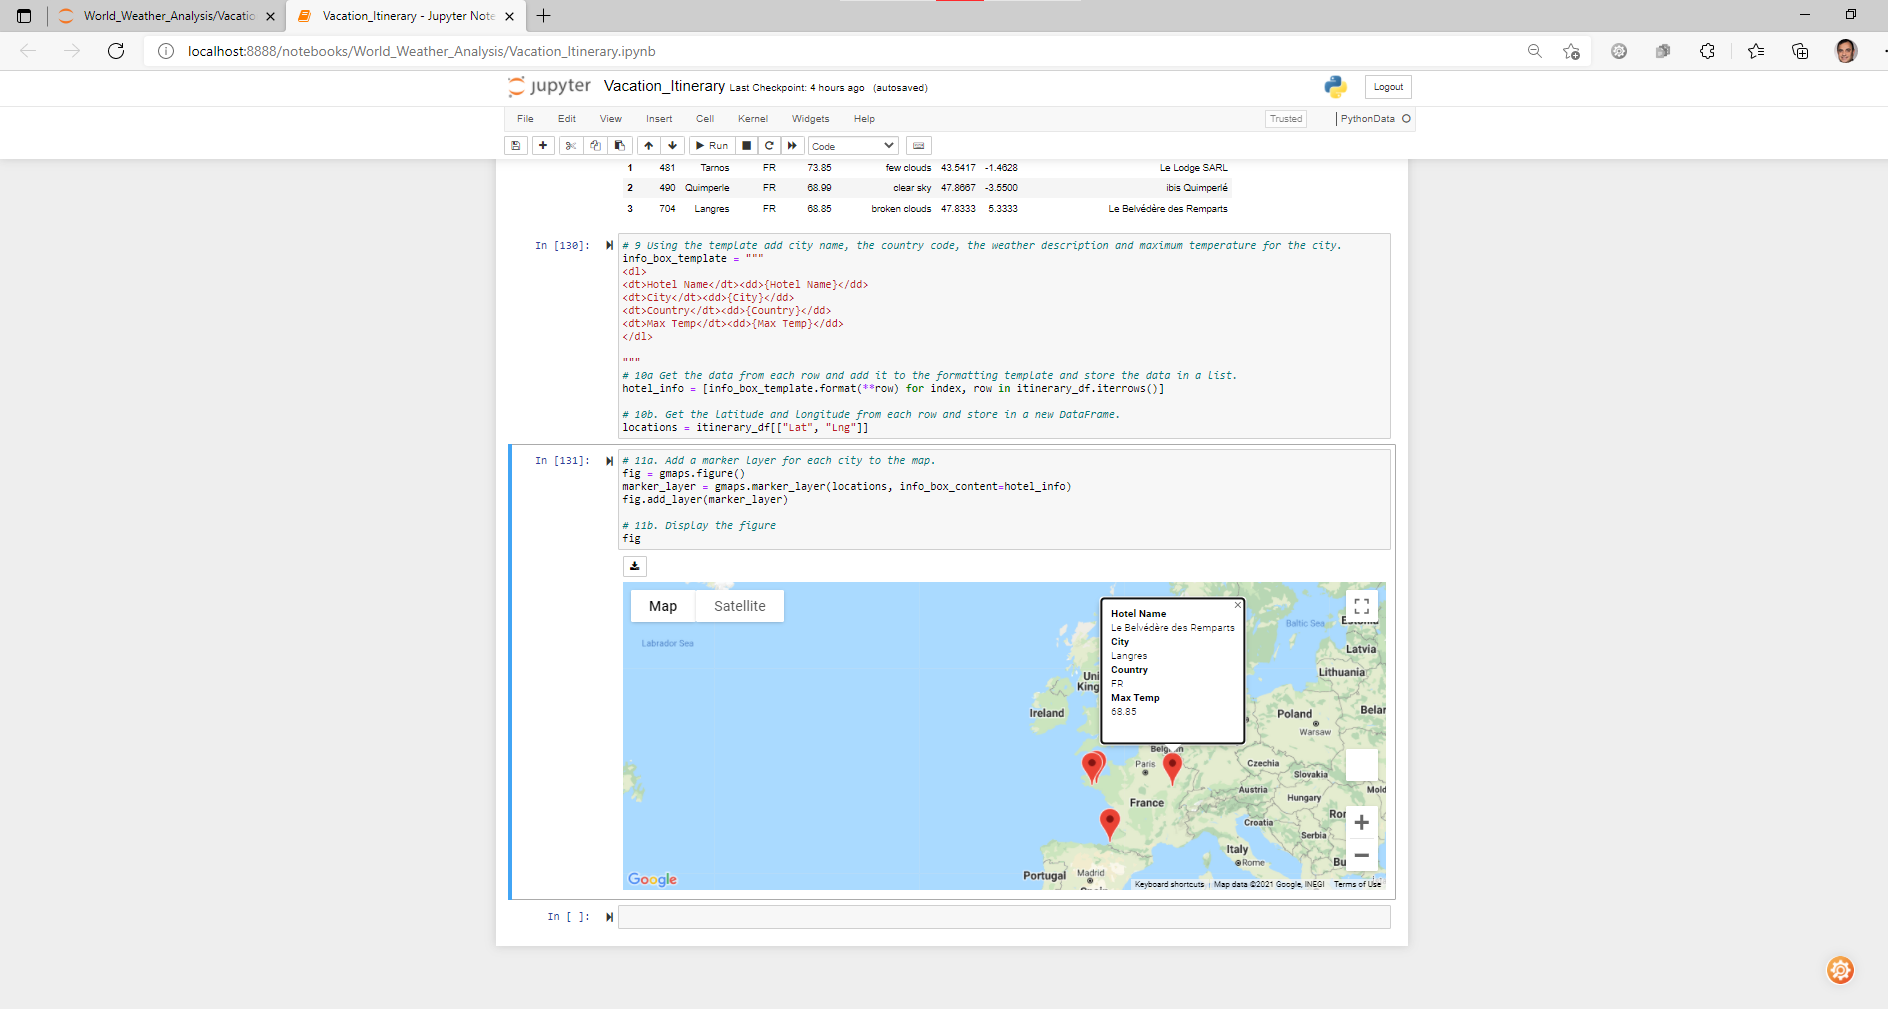 World_Weather_Analysis/Vacatio
Vacation_Itinerary - Jupyter Note
localhost:8888/notebooks/World_Weather_Analysis/Vacation_Itinerary.ipynb
jupyter Vacation_Itinerary Last Checkpoint: 4 hours ago (autosaved)
Logout
File Edit View Insert Cell Kernel Widgets Help
Trusted
PythonData
Run
Code
1 481 Tarnos FR 73.85 few clouds 43.5417 -1.4628 Le Lodge SARL
2 490 Quimperle FR 68.99 clear sky 47.8667 -3.5500 ibis Quimperlé
3 704 Langres FR 68.85 broken clouds 47.8333 5.3333 Le Belvédère des Remparts
In [130]:
# 9 Using the template add city name, the country code, the weather description and maximum temperature for the city.
info_box_template = """
<dl>
<dt>Hotel Name</dt><dd>{Hotel Name}</dd>
<dt>City</dt><dd>{City}</dd>
<dt>Country</dt><dd>{Country}</dd>
<dt>Max Temp</dt><dd>{Max Temp}</dd>
</dl>
"""
# 10a Get the data from each row and add it to the formatting template and store the data in a list.
hotel_info = [info_box_template.format(**row) for index, row in itinerary_df.iterrows()]
# 10b. Get the latitude and longitude from each row and store in a new DataFrame.
locations = itinerary_df[["Lat", "Lng"]]
In [131]:
# 11a. Add a marker layer for each city to the map.
fig = gmaps.figure()
marker_layer = gmaps.marker_layer(locations, info_box_content=hotel_info)
fig.add_layer(marker_layer)
# 11b. Display the figure
fig
Map Satellite
Labrador Sea
Hotel Name
Le Belvédère des Remparts
City
Langres
Country
FR
Max Temp
68.85
Baltic Sea
Estonia
Latvia
Lithuania
Uni
King
Ireland
Poland
Belar
Warsaw
Belgium
Paris
Czechia
Slovakia
Austria
Hungary
Mold
France
Croatia
Ror
Serbia
Italy
Rome
Bu
Portugal
Madrid
Google
Keyboard shortcuts
Map data ©2021 Google, INEGI
Terms of Use
In [ ]: